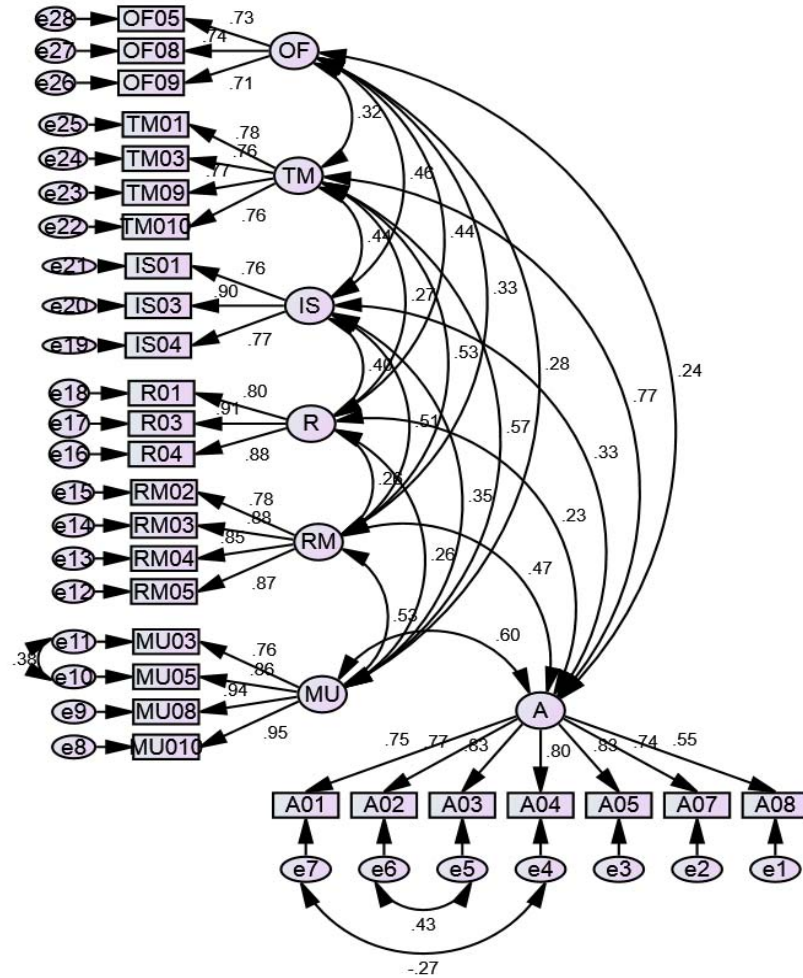 e28 OF05 .73
e27 OF08 .74 OF
e26 OF09 .71
.32
e25 TM01 .78
e24 TM03 .76
e23 TM09 .77 TM .46
e22 TM010 .76
.44 .44
e21 IS01 .76
e20 IS03 .90 IS .27 .33
e19 IS04 .77
.40 .53 .28 .24
e18 R01 .80 .77
e17 R03 .91 R .51 .57 .33
e16 R04 .88
.26 .35 .23
e15 RM02 .78
e14 RM03 .88
e13 RM04 .85 RM .26 .47
e12 RM05 .87
.53 .60
e11 MU03 .76
.38 e10 MU05 .86
e9 MU08 .94 MU A
e8 MU010 .95
.75 .77 .83 .80 .83 .74 .55
A01 A02 A03 A04 A05 A07 A08
e7 e6 e5 e4 e3 e2 e1
.43
-.27